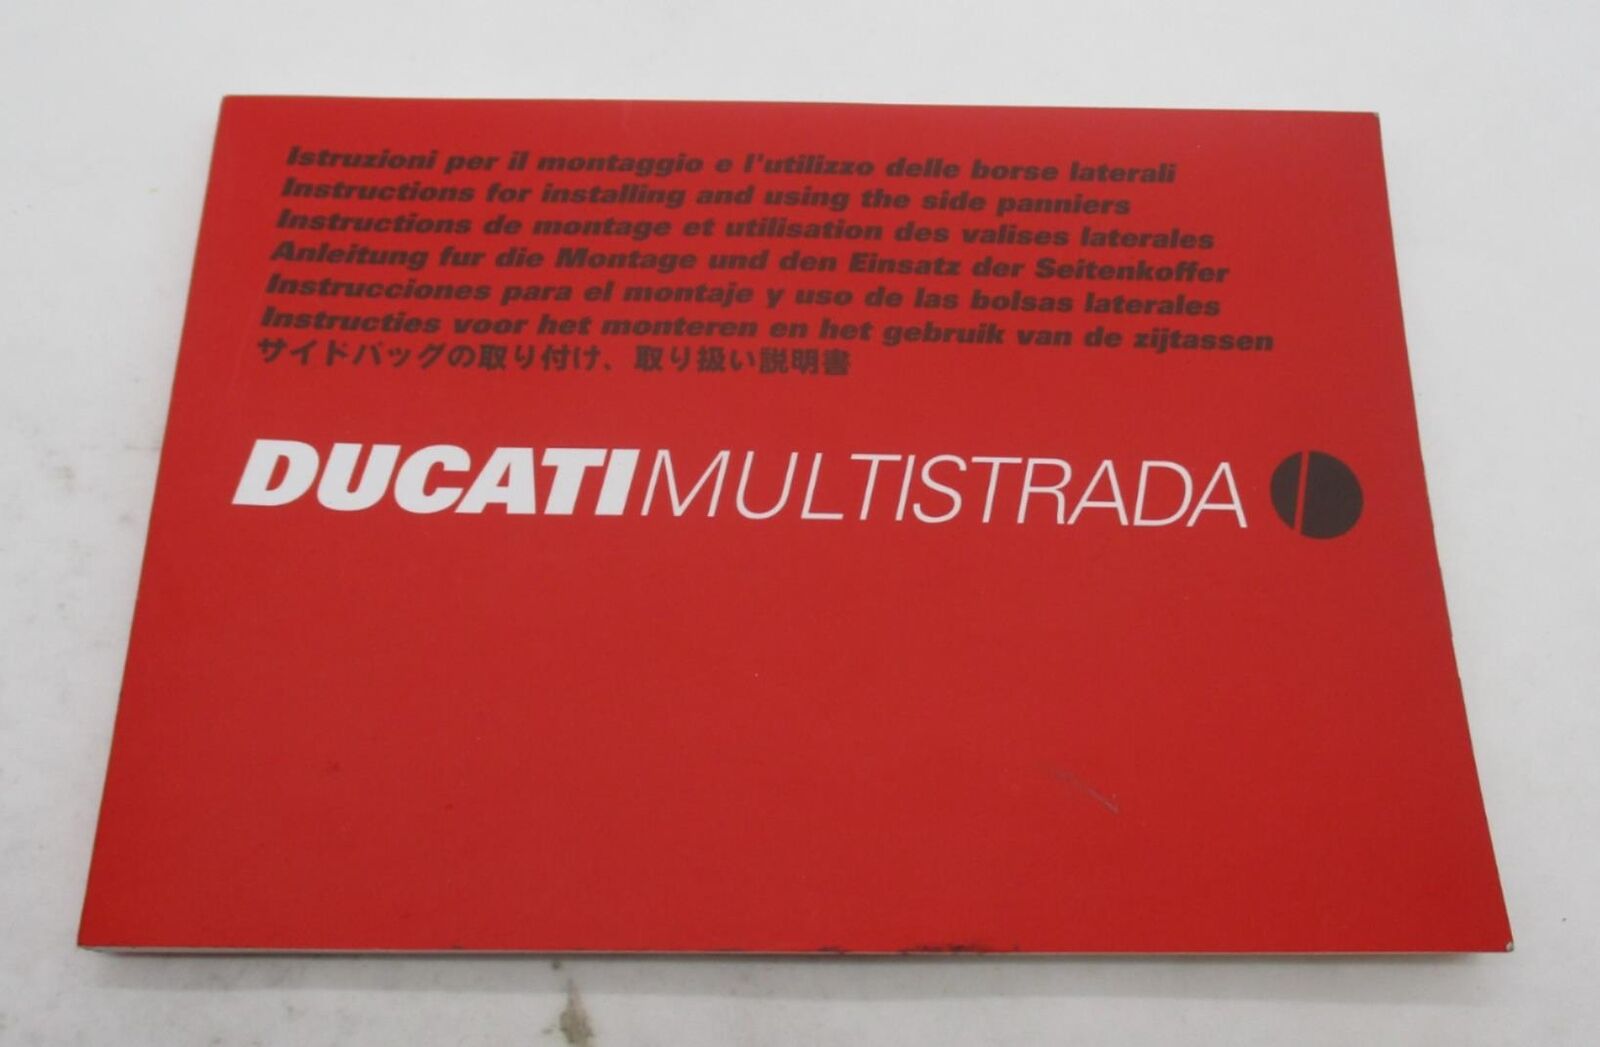 Istruzioni per il montaggio e l'utilizzo delle borse laterali
Instructions for installing and using the side panniers
Instructions de montage et utilisation des valises laterales
Anleitung fur die Montage und den Einsatz der Seitenkoffer
Instrucciones para el montaje y uso de las bolsas laterales
Instructies voor het monteren en het gebruik van de zijtassen
サイドバッグの取り付け、取り扱い説明書
DUCATIMULTISTRADA